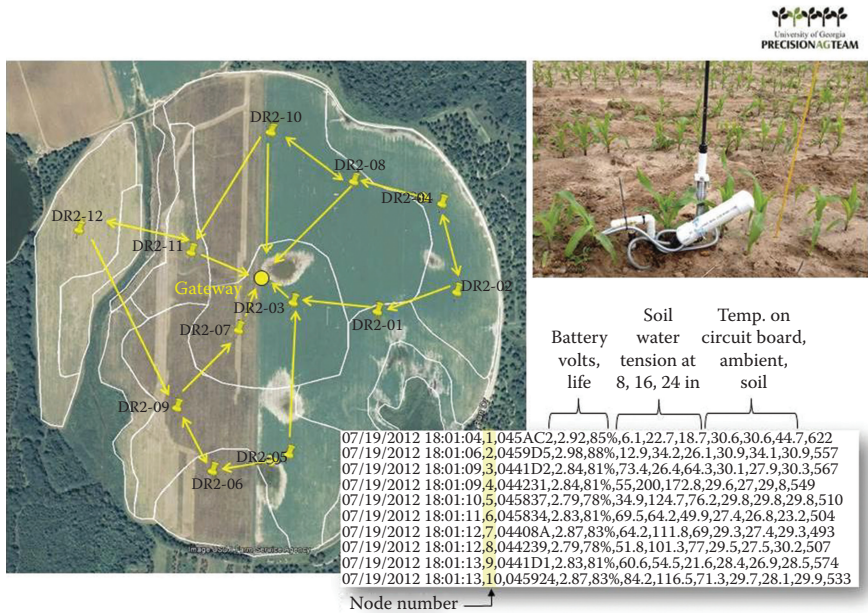 University of Georgia
PRECISIONAGTEAM
DR2-10
DR2-08
DR2-04
DR2-12
DR2-11
Gateway
DR2-02
DR2-03
DR2-01
DR2-07
DR2-09
DR2-05
DR2-06
Battery
volts,
life
Soil
water
tension at
8, 16, 24 in
Temp. on
circuit board,
ambient,
soil
07/19/2012 18:01:04,1,045AC2,2.92,85%,6.1,22.7,18.7,30.6,30.6,44.7,622
07/19/2012 18:01:06,2,0459D5,2.98,88%,12.9,34.2,26.1,30.9,34.1,30.9,557
07/19/2012 18:01:09,3,0441D2,2.84,81%,73.4,26.4,64.3,30.1,27.9,30.3,567
07/19/2012 18:01:09,4,044231,2.84,81%,55,200,172.8,29.6,27,29,8,549
07/19/2012 18:01:10,5,045837,2.79,78%,34.9,124.7,76.2,29.8,29.8,29.8,510
07/19/2012 18:01:11,6,045834,2.83,81%,69.5,64.2,49.9,27.4,26.8,23.2,504
07/19/2012 18:01:12,7,04408A,2.87,83%,64.2,111.8,69,29.3,27.4,29.3,493
07/19/2012 18:01:12,8,044239,2.79,78%,51.8,101.3,77,29.5,27.5,30.2,507
07/19/2012 18:01:13,9,0441D1,2.83,81%,60.6,54.5,21.6,28.4,26.9,28.5,574
07/19/2012 18:01:13,10,045924,2.87,83%,84.2,116.5,71.3,29.7,28.1,29.9,533
Node number